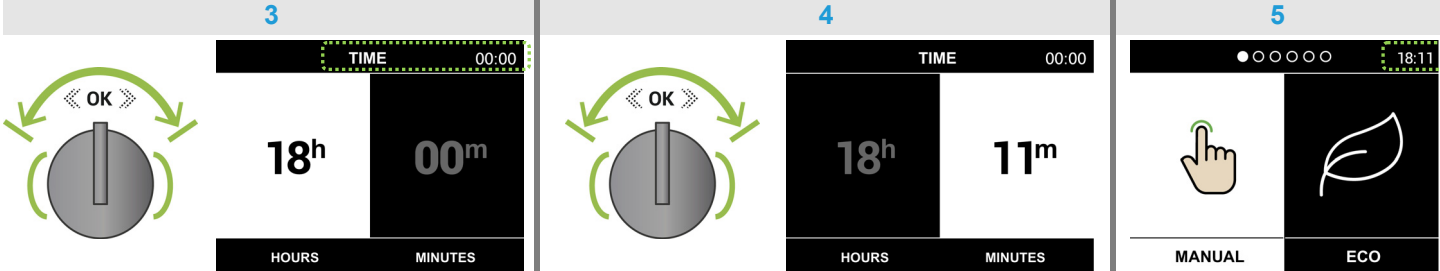 3
OK
TIME 00:00
18h 00m
HOURS MINUTES
4
OK
TIME 00:00
18h 11m
HOURS MINUTES
5
18:11
MANUAL ECO